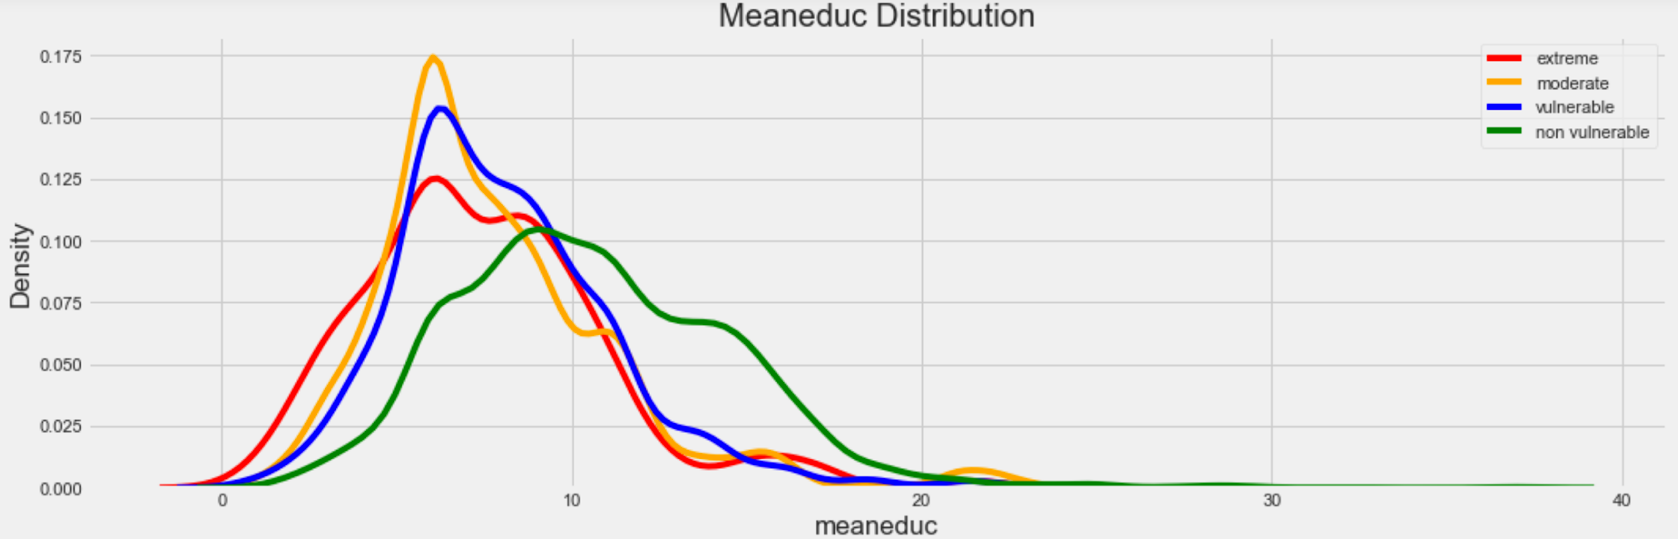 Meaneduc Distribution
extreme
moderate
vulnerable
non vulnerable
Density
0.175
0.150
0.125
0.100
0.075
0.050
0.025
0.000
0 10 20 30 40
meaneduc